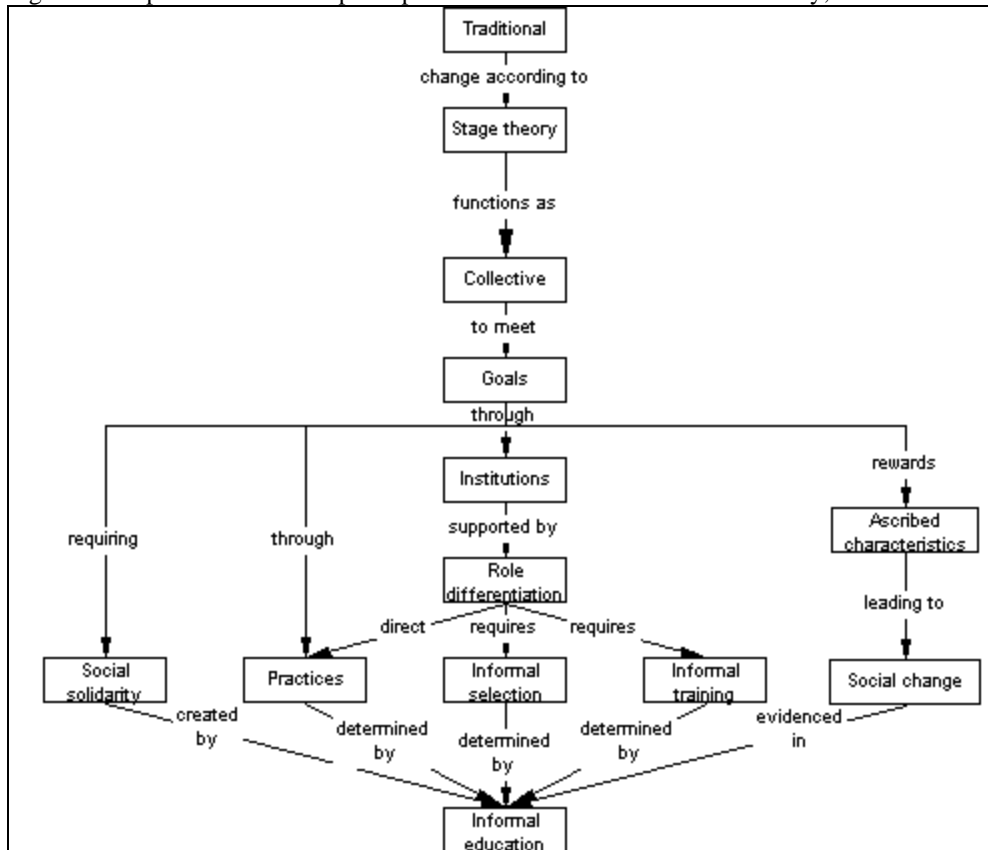 Traditional
change according to
Stage theory
functions as
Collective
to meet
Goals
through
Institutions
rewards
supported by
Ascribed
characteristics
requiring
through
Role
differentiation
leading to
direct
requires
requires
Social
solidarity
Practices
Informal
selection
Informal
training
Social change
created
by
determined
by
determined
by
determined
by
evidenced
in
Informal
education